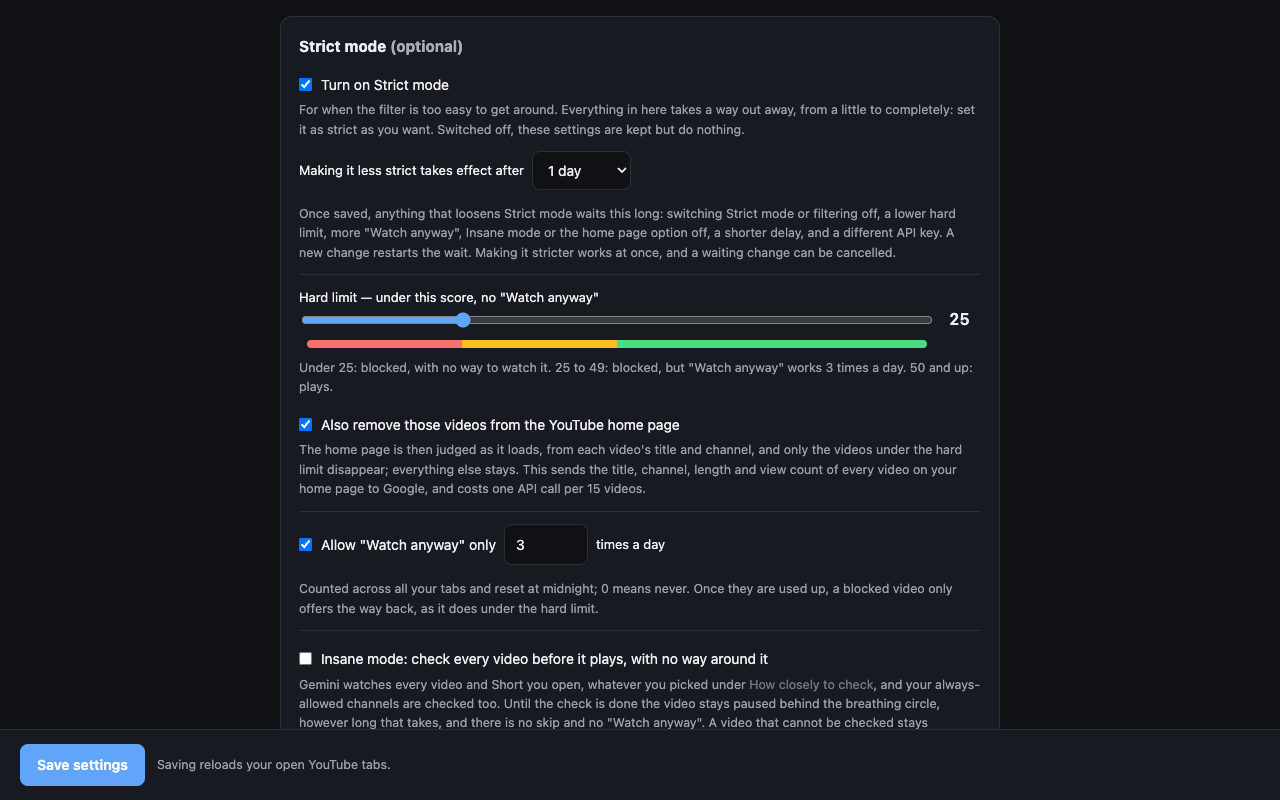 Strict mode (optional)
Turn on Strict mode
For when the filter is too easy to get around. Everything in here takes a way out away, from a little to completely: set
it as strict as you want. Switched off, these settings are kept but do nothing.
Making it less strict takes effect after 1 day
Once saved, anything that loosens Strict mode waits this long: switching Strict mode or filtering off, a lower hard
limit, more "Watch anyway", Insane mode or the home page option off, a shorter delay, and a different API key. A
new change restarts the wait. Making it stricter works at once, and a waiting change can be cancelled.
Hard limit — under this score, no "Watch anyway"
25
Under 25: blocked, with no way to watch it. 25 to 49: blocked, but "Watch anyway" works 3 times a day. 50 and up:
plays.
Also remove those videos from the YouTube home page
The home page is then judged as it loads, from each video's title and channel, and only the videos under the hard
limit disappear; everything else stays. This sends the title, channel, length and view count of every video on your
home page to Google, and costs one API call per 15 videos.
Allow "Watch anyway" only 3 times a day
Counted across all your tabs and reset at midnight; 0 means never. Once they are used up, a blocked video only
offers the way back, as it does under the hard limit.
Insane mode: check every video before it plays, with no way around it
Gemini watches every video and Short you open, whatever you picked under How closely to check, and your always-
allowed channels are checked too. Until the check is done the video stays paused behind the breathing circle,
however long that takes, and there is no skip and no "Watch anyway". A video that cannot be checked stays
Save settings
Saving reloads your open YouTube tabs.